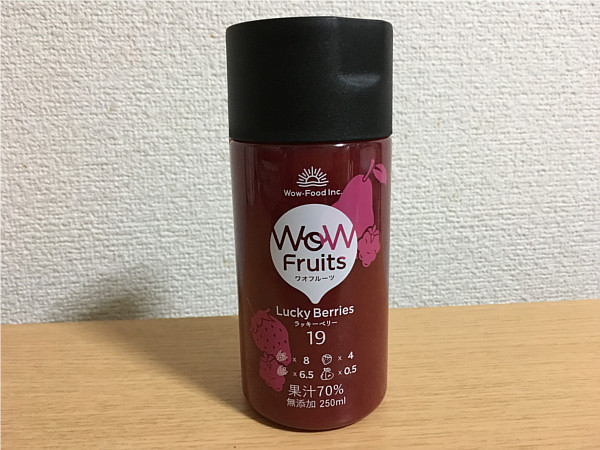 Wow-Food Inc.
WoW
Fruits
ワオフルーツ
Lucky Berries
ラッキーベリー
19
x 8 x 4
x 6.5 x 0.5
果汁70%
無添加 250ml